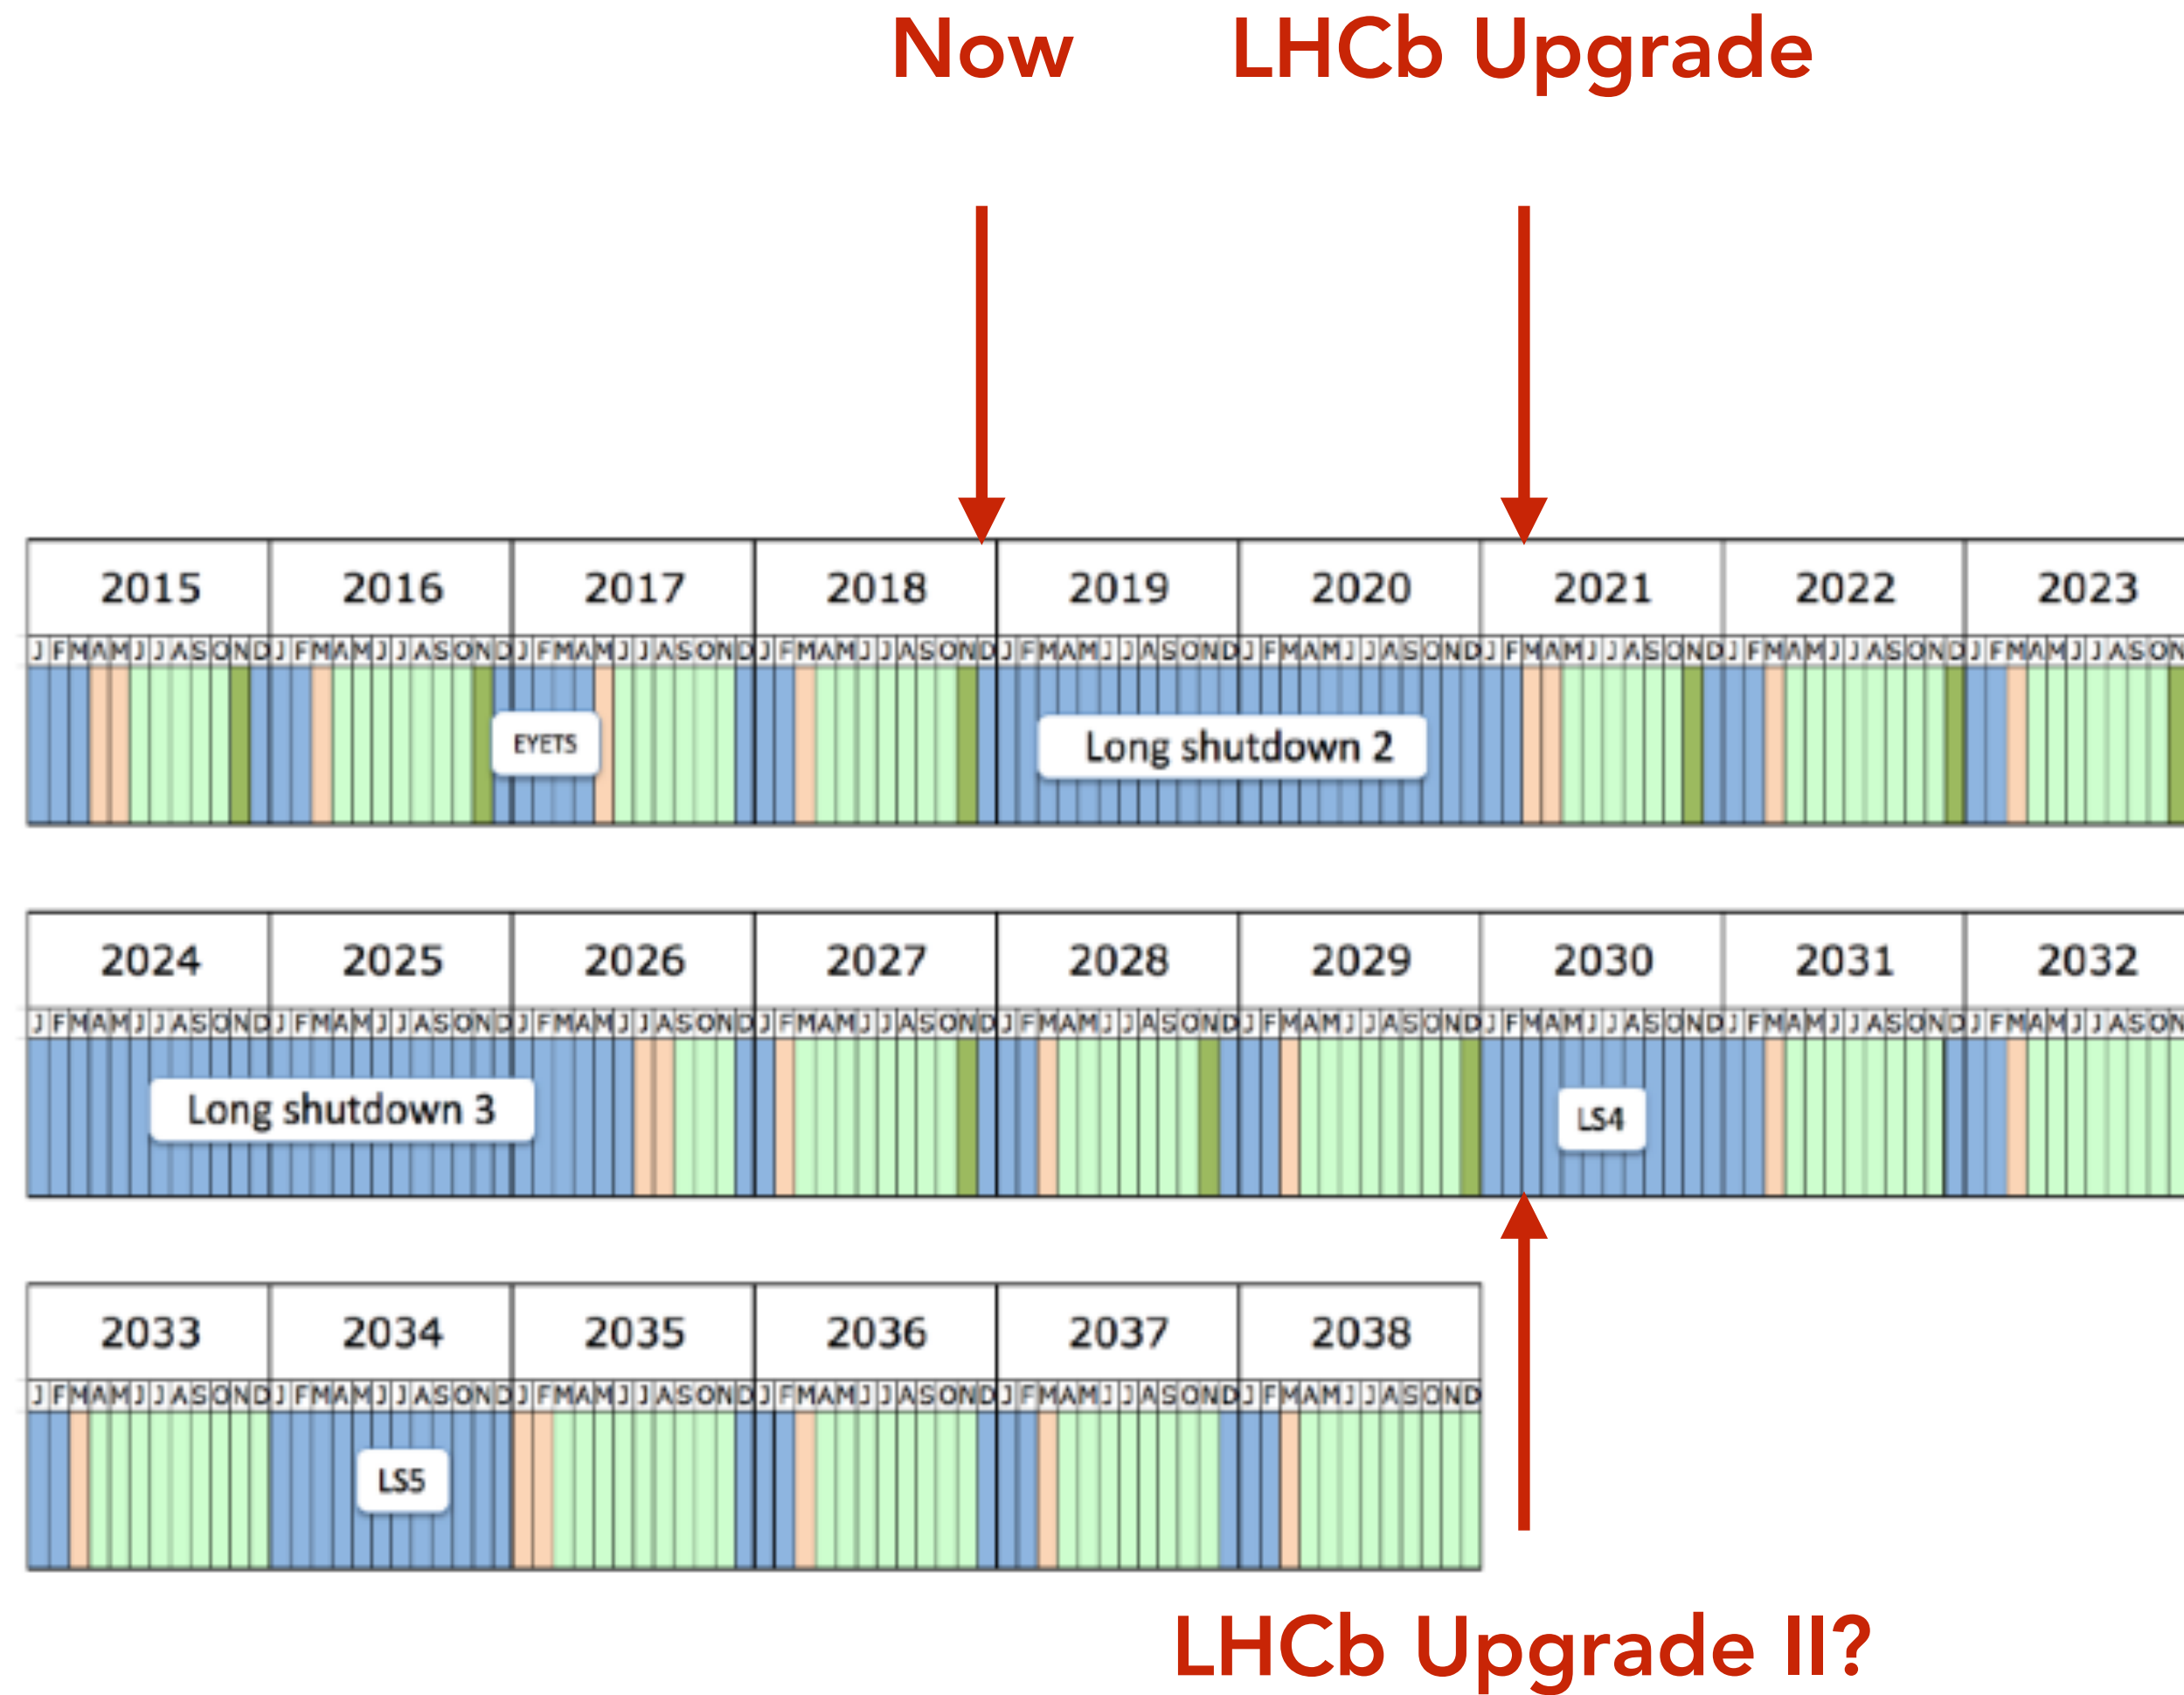 Now LHCb Upgrade
2015 2016 2017 2018 2019 2020 2021 2022 2023
J F M A M J J A S O N D J F M A M J J A S O N D J F M A M J J A S O N D J F M A M J J A S O N D J F M A M J J A S O N D J F M A M J J A S O N D J F M A M J J A S O N D J F M A M J J A S O N D J F M A M J J A S O N
EYETS Long shutdown 2
2024 2025 2026 2027 2028 2029 2030 2031 2032
J F M A M J J A S O N D J F M A M J J A S O N D J F M A M J J A S O N D J F M A M J J A S O N D J F M A M J J A S O N D J F M A M J J A S O N D J F M A M J J A S O N D J F M A M J J A S O N D J F M A M J J A S O N
Long shutdown 3 LS4
2033 2034 2035 2036 2037 2038
J F M A M J J A S O N D J F M A M J J A S O N D J F M A M J J A S O N D J F M A M J J A S O N D J F M A M J J A S O N D J F M A M J J A S O N D
LS5
LHCb Upgrade II?